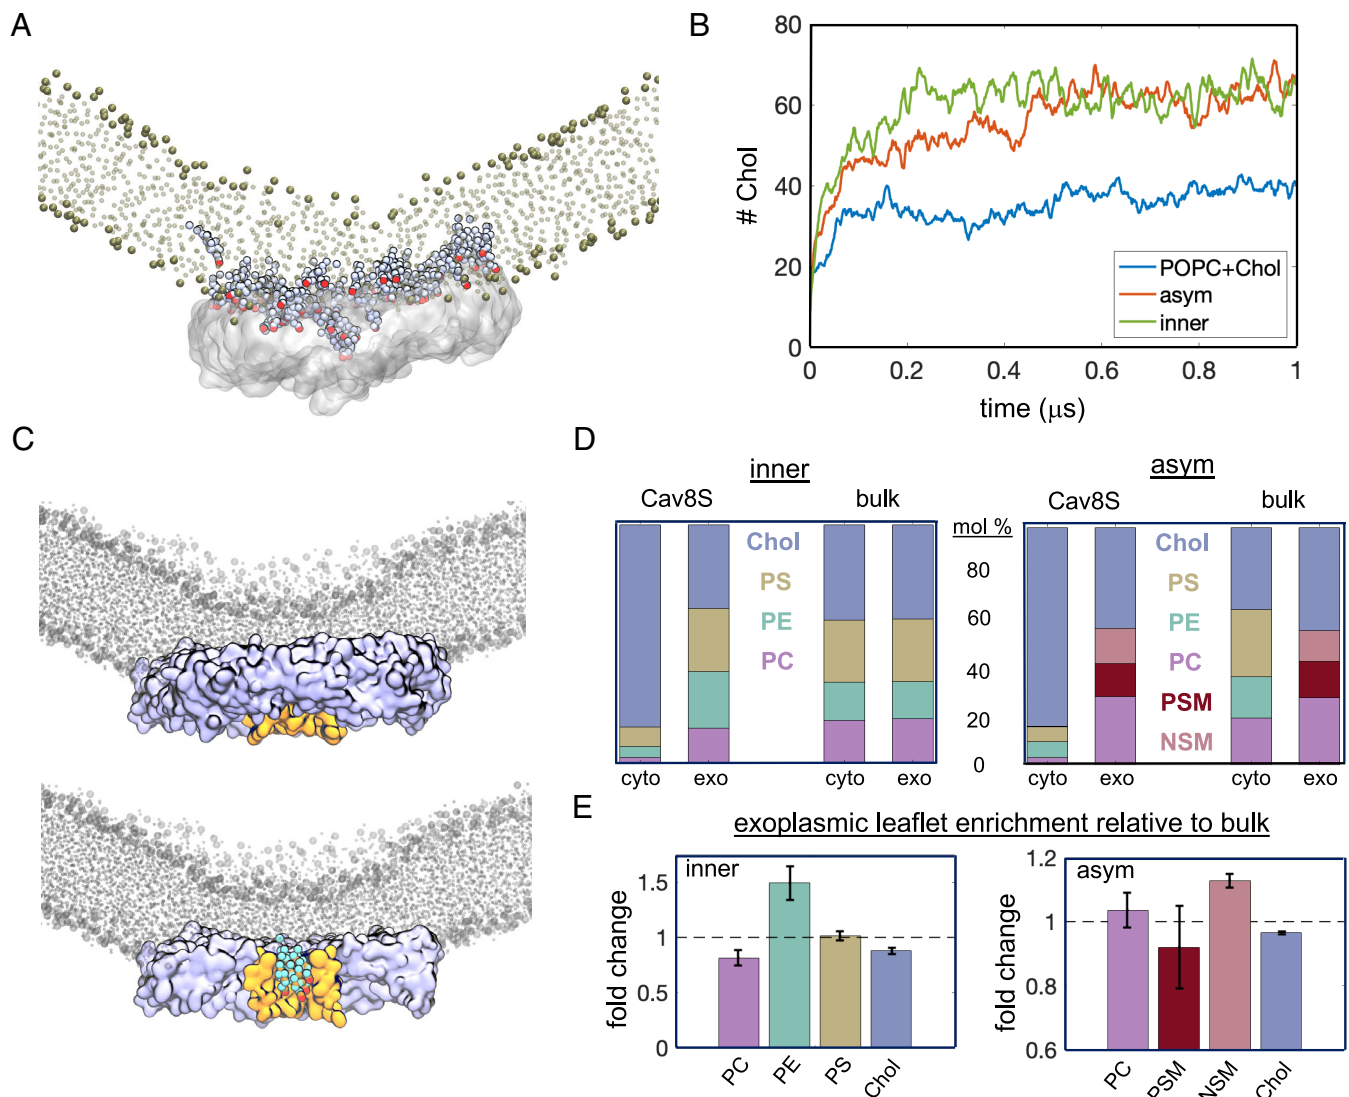 A
B
80
60
40
20
0
# Chol
POPC+Chol
asym
inner
0
0.2
0.4
0.6
0.8
1
time (μs)
C
D
inner
asym
Cav8S
bulk
mol %
Cav8S
bulk
Chol
PS
PE
PC
80
60
40
20
0
Chol
PS
PE
PC
PSM
NSM
cyto
exo
cyto
exo
cyto
exo
cyto
exo
E
exoplasmic leaflet enrichment relative to bulk
inner
1.5
1
0.5
0
fold change
PC
PE
PS
Chol
asym
1.2
1
0.8
0.6
fold change
PC
PSM
NSM
Chol